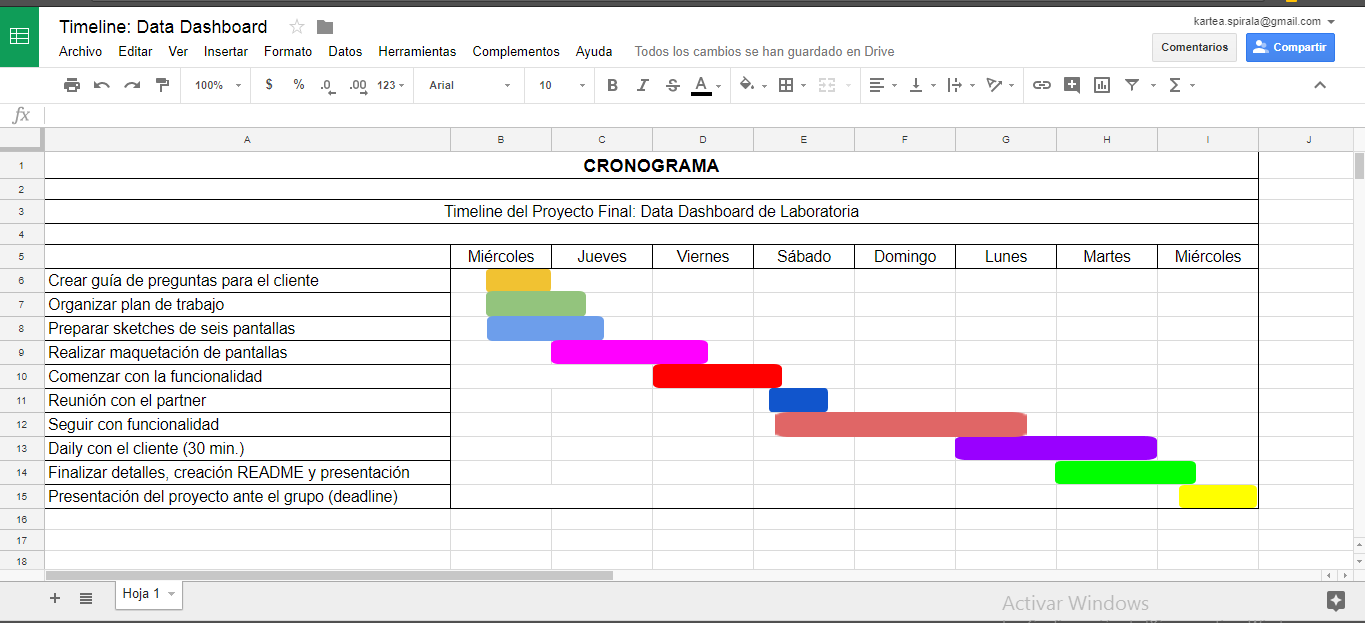 Timeline: Data Dashboard
kartea.spirala@gmail.com
Archivo Editar Ver Insertar Formato Datos Herramientas Complementos Ayuda Todos los cambios se han guardado en Drive
Comentarios Compartir
100% $ % .0 .00 123 Arial 10 B I S A Σ
fx
A B C D E F G H I J
1 CRONOGRAMA
2
3 Timeline del Proyecto Final: Data Dashboard de Laboratoria
4
5 Miércoles Jueves Viernes Sábado Domingo Lunes Martes Miércoles
6 Crear guía de preguntas para el cliente
7 Organizar plan de trabajo
8 Preparar sketches de seis pantallas
9 Realizar maquetación de pantallas
10 Comenzar con la funcionalidad
11 Reunión con el partner
12 Seguir con funcionalidad
13 Daily con el cliente (30 min.)
14 Finalizar detalles, creación README y presentación
15 Presentación del proyecto ante el grupo (deadline)
16
17
18
Hoja 1
Activar Windows